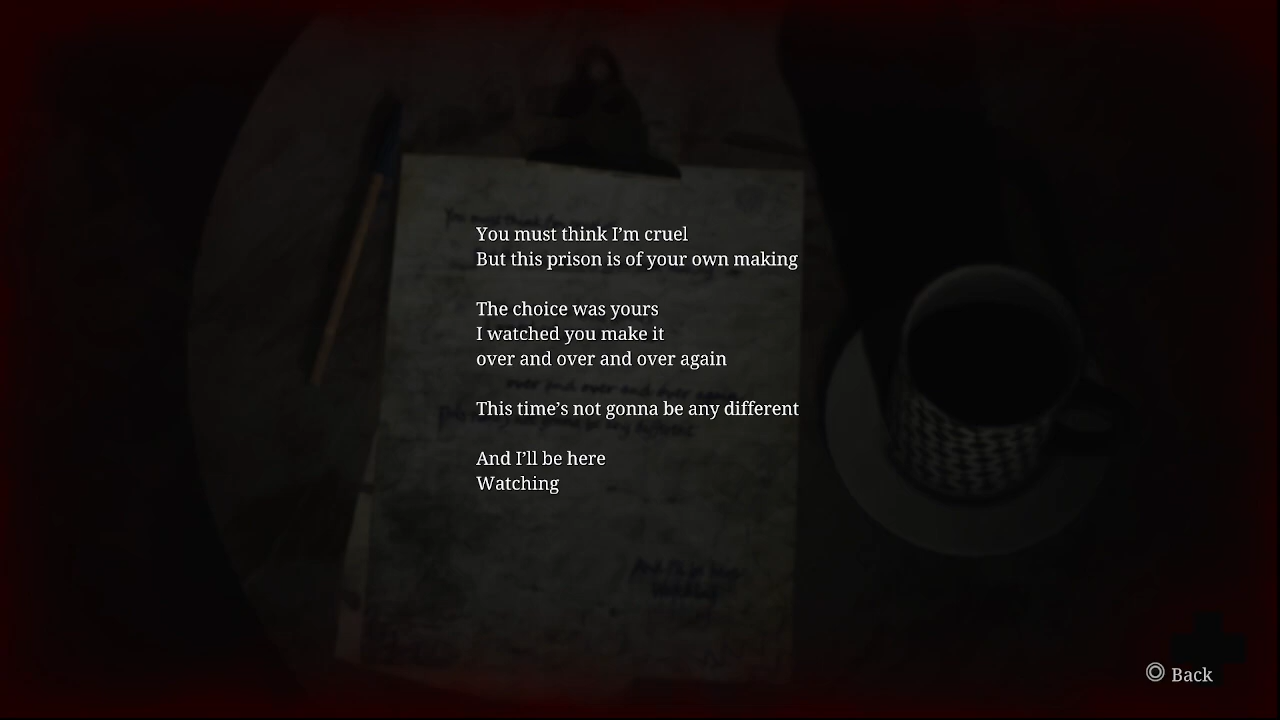 You must think I'm cruel
But this prison is of your own making
The choice was yours
I watched you make it
over and over and over again
This time's not gonna be any different
And I'll be here
Watching
Back